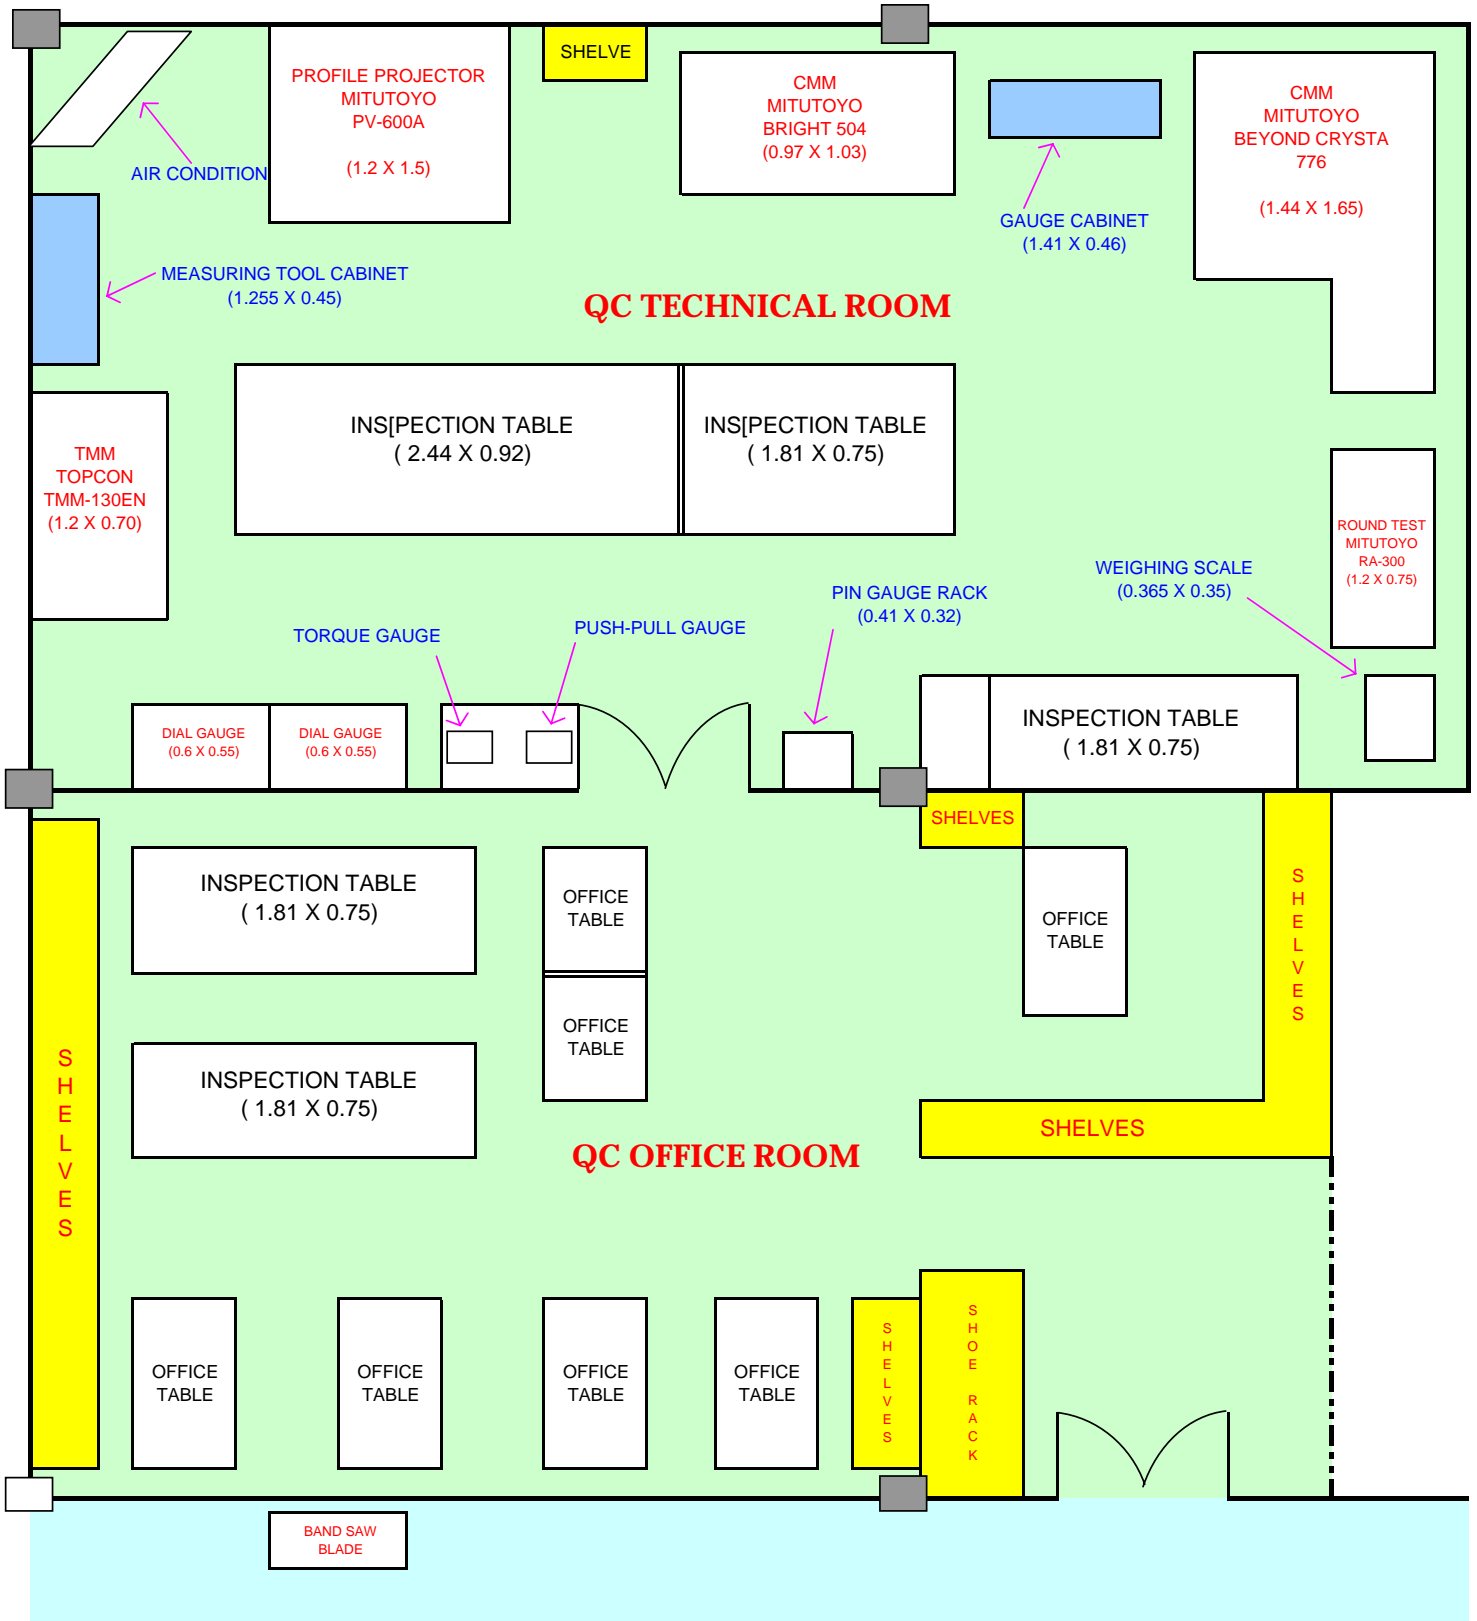 PROFILE PROJECTOR
MITUTOYO
PV-600A
(1.2 X 1.5)
SHELVE
CMM
MITUTOYO
BRIGHT 504
(0.97 X 1.03)
CMM
MITUTOYO
BEYOND CRYSTA
776
(1.44 X 1.65)
AIR CONDITION
GAUGE CABINET
(1.41 X 0.46)
MEASURING TOOL CABINET
(1.255 X 0.45)
QC TECHNICAL ROOM
INS[PECTION TABLE
( 2.44 X 0.92)
INS[PECTION TABLE
( 1.81 X 0.75)
TMM
TOPCON
TMM-130EN
(1.2 X 0.70)
ROUND TEST
MITUTOYO
RA-300
(1.2 X 0.75)
WEIGHING SCALE
(0.365 X 0.35)
PIN GAUGE RACK
(0.41 X 0.32)
TORQUE GAUGE
PUSH-PULL GAUGE
DIAL GAUGE
(0.6 X 0.55)
DIAL GAUGE
(0.6 X 0.55)
INSPECTION TABLE
( 1.81 X 0.75)
SHELVES
INSPECTION TABLE
( 1.81 X 0.75)
OFFICE
TABLE
OFFICE
TABLE
SHELVES
OFFICE
TABLE
SHELVES
INSPECTION TABLE
( 1.81 X 0.75)
SHELVES
QC OFFICE ROOM
OFFICE
TABLE
OFFICE
TABLE
OFFICE
TABLE
OFFICE
TABLE
SHELVES
SHOE RACK
BAND SAW
BLADE